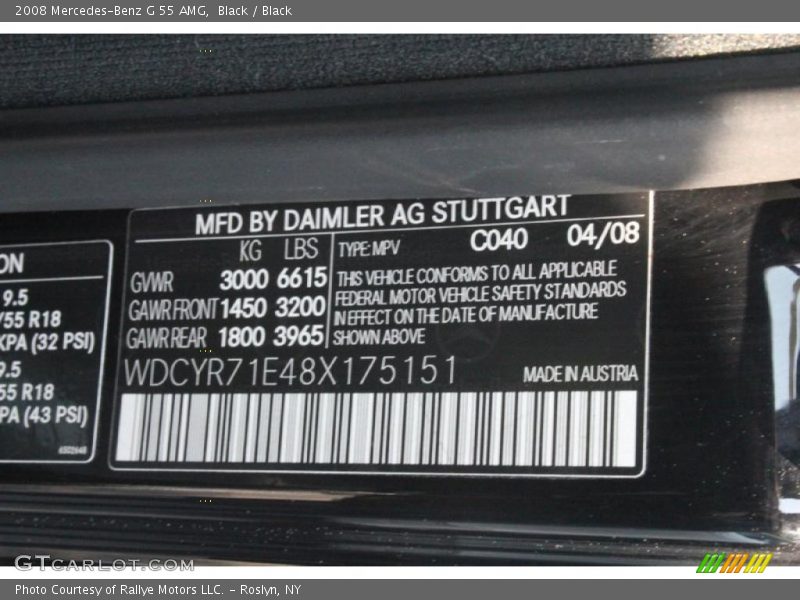 2008 Mercedes-Benz G 55 AMG,  Black / Black
MFD BY DAIMLER AG STUTTGART
KG LBS TYPE: MPV C040 04/08
GVWR 3000 6615
GAWR FRONT 1450 3200
GAWR REAR 1800 3965
THIS VEHICLE CONFORMS TO ALL APPLICABLE
FEDERAL MOTOR VEHICLE SAFETY STANDARDS
IN EFFECT ON THE DATE OF MANUFACTURE
SHOWN ABOVE
WDCYR71E48X175151
MADE IN AUSTRIA
ON
9.5
/55 R18
KPA (32 PSI)
9.5
55 R18
PA (43 PSI)
GTCARLOT.COM
Photo Courtesy of Rallye Motors LLC. - Roslyn, NY